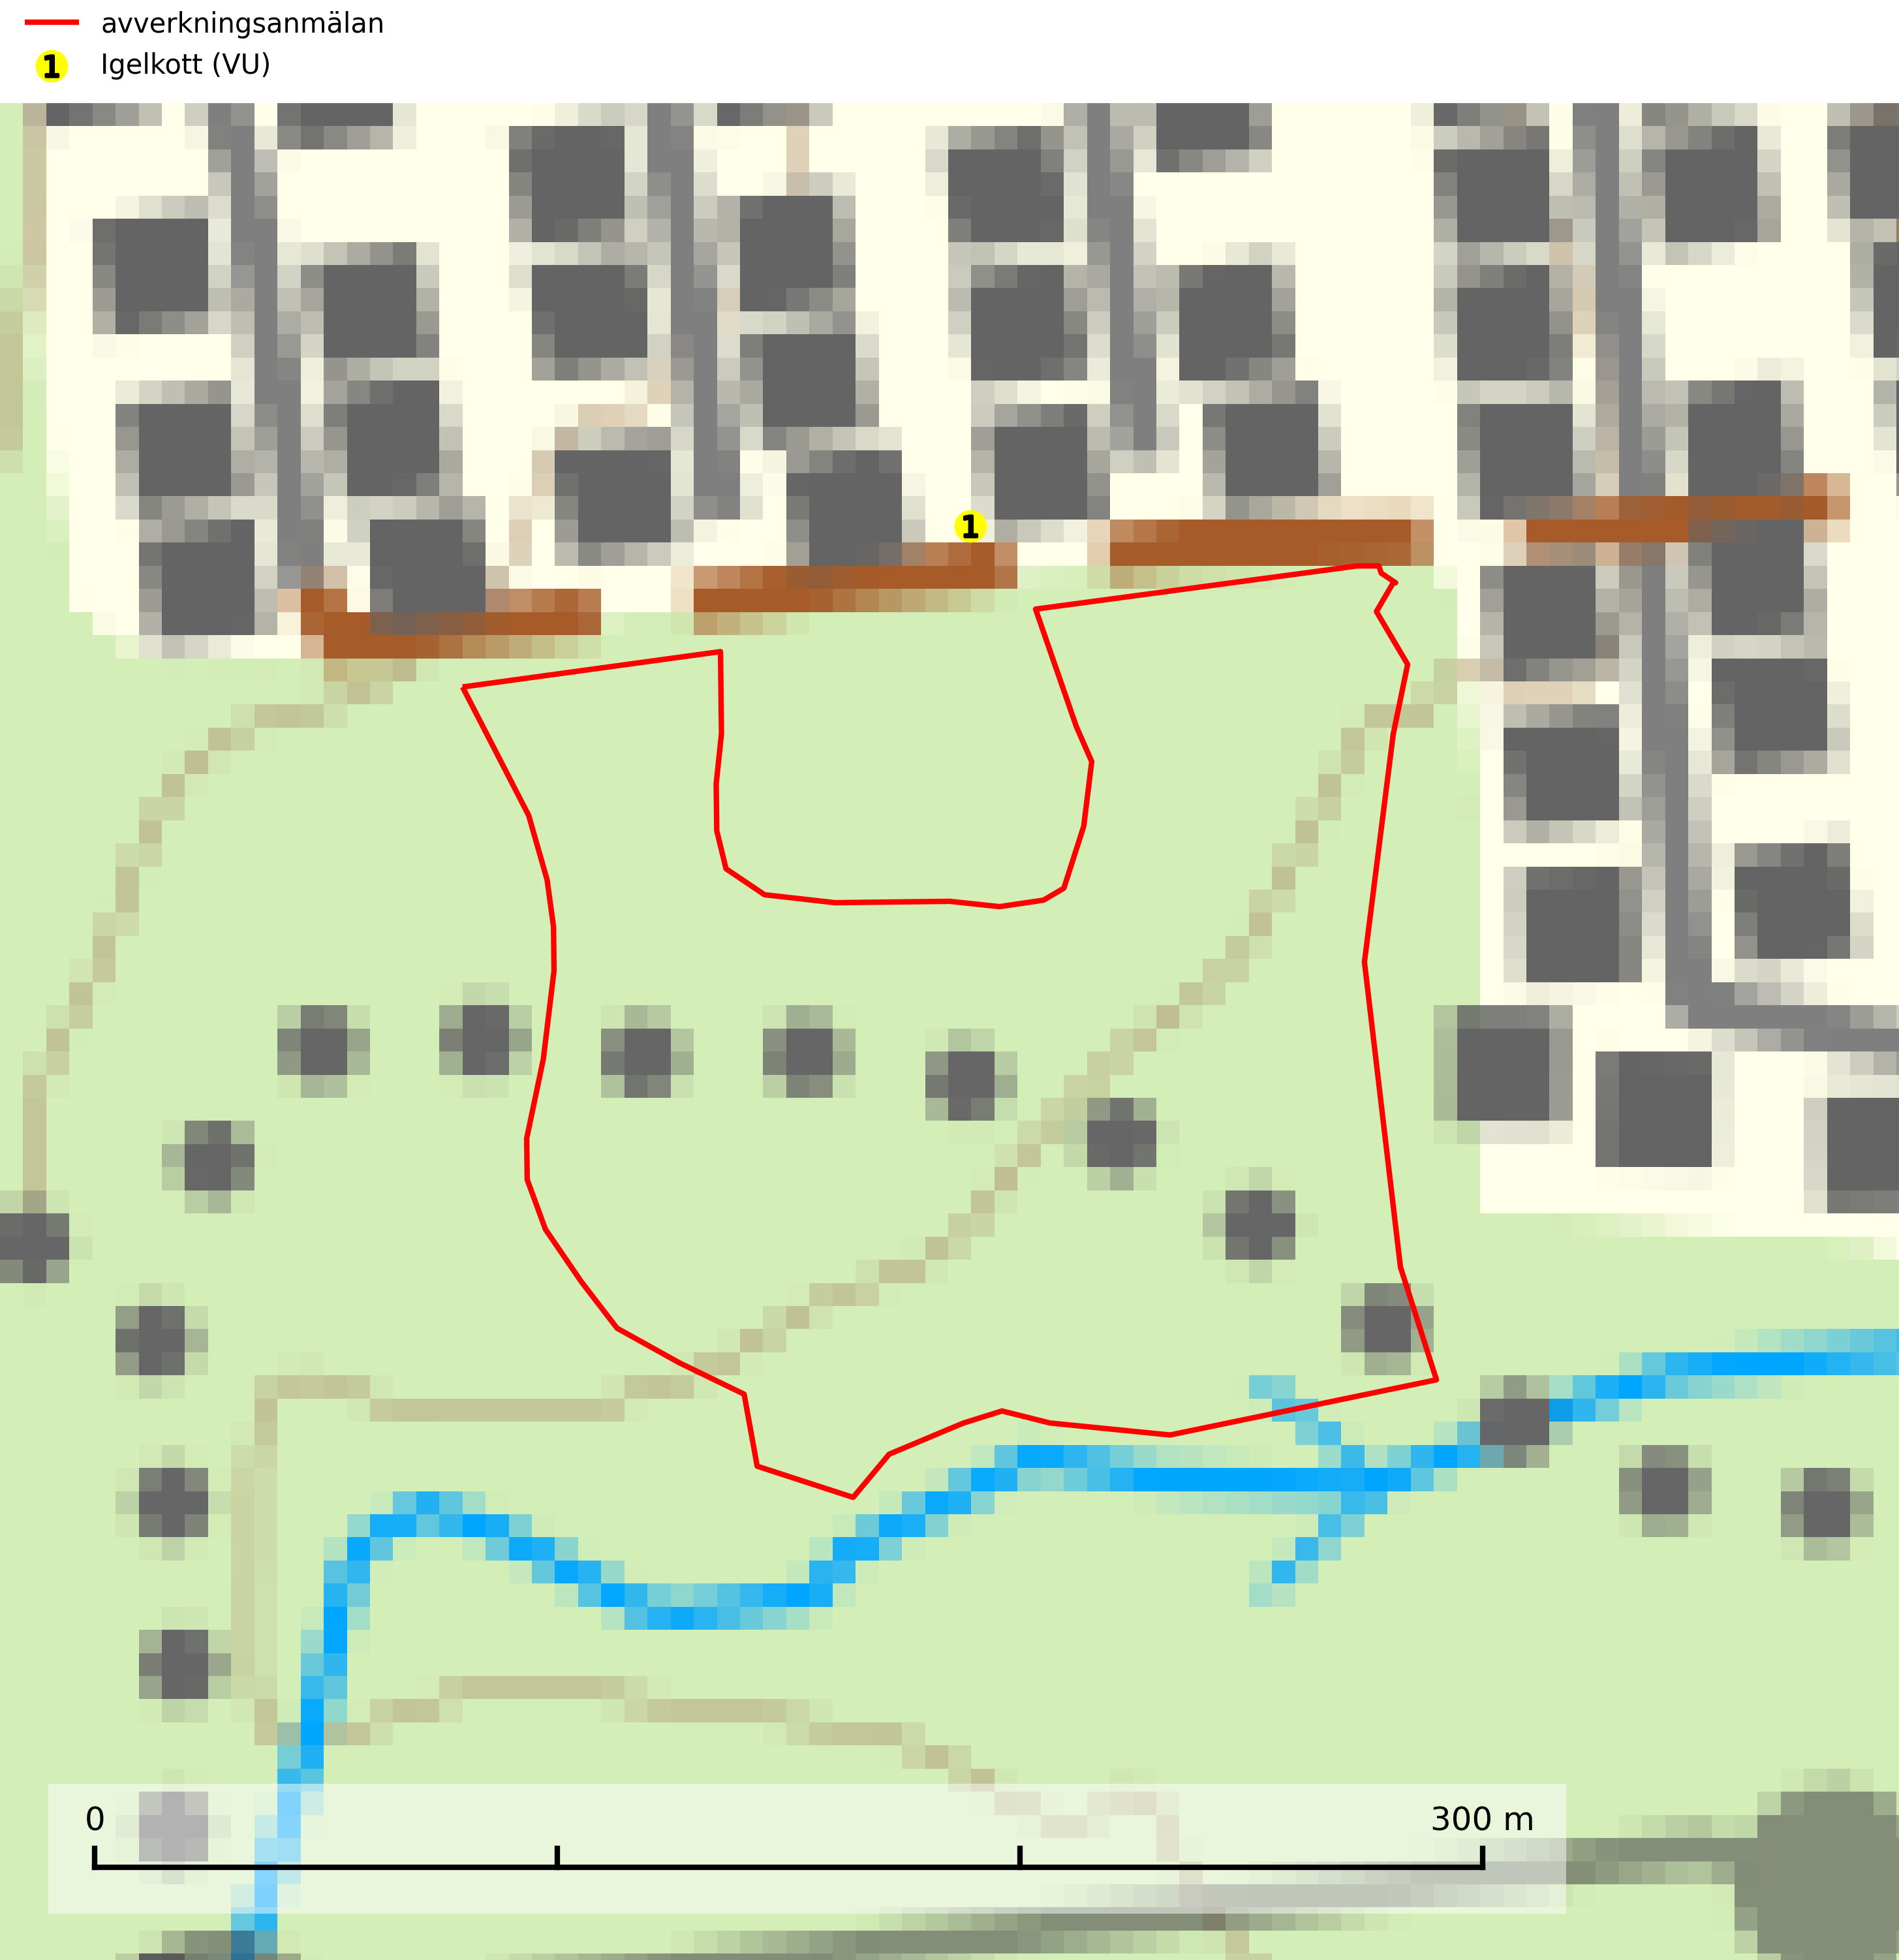 avverkningsanmälan
1 Igelkott (VU)
1
0 300 m